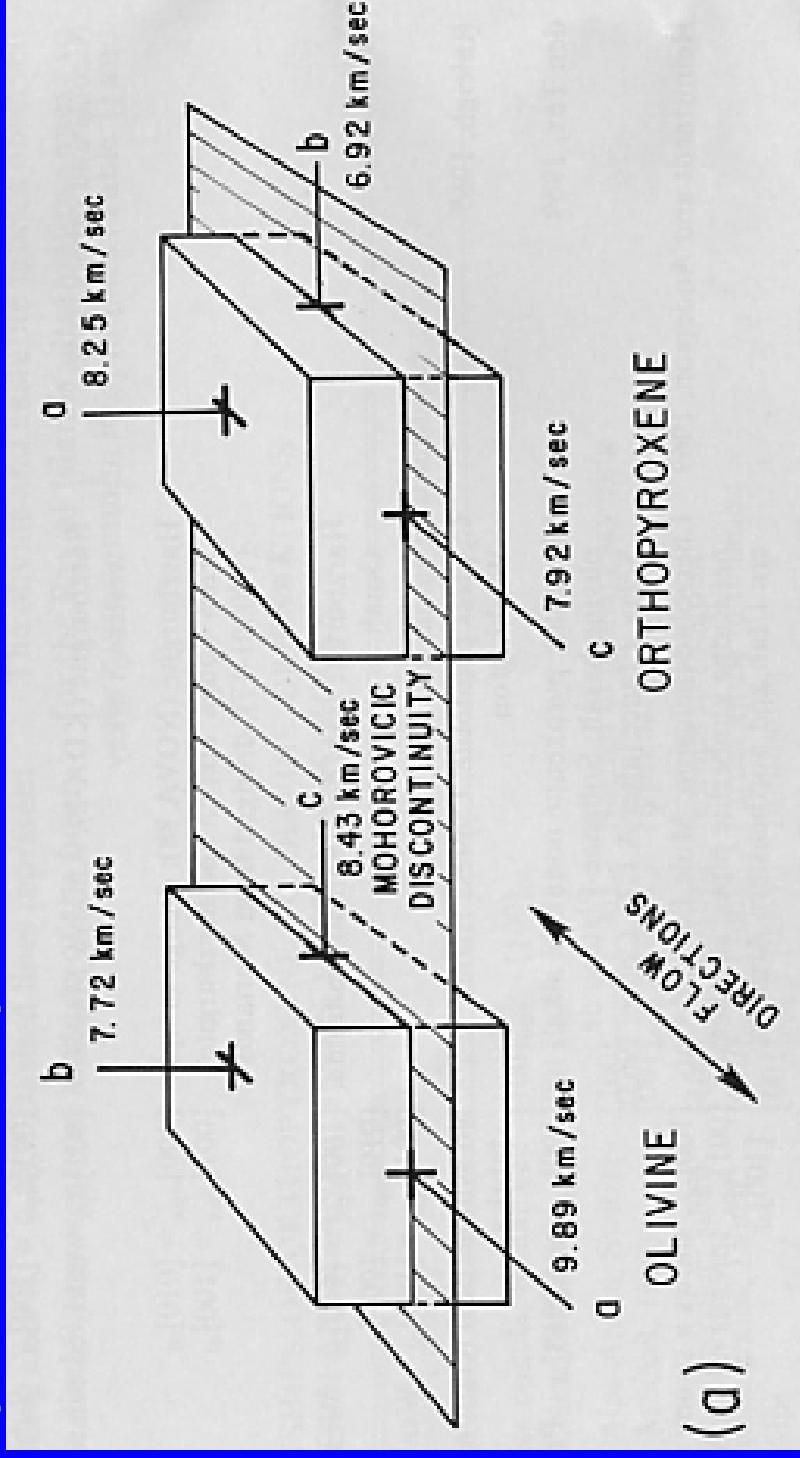 b
7.72 km/sec
a
8.25 km/sec
c
8.43 km/sec
MOHOROVICIC
DISCONTINUITY
b
6.92 km/sec
9.89 km/sec
a
7.92 km/sec
c
OLIVINE
FLOW
DIRECTIONS
ORTHOPYROXENE
(a)